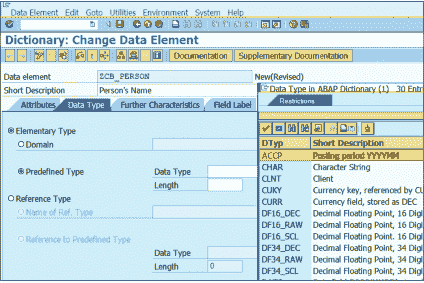 Data Element Edit Goto Utilities Environment System Help
Dictionary: Change Data Element
Documentation Supplementary Documentation
Data element ZCB_PERSON New(Revised)
Short Description Person's Name
Attributes Data Type Further Characteristics Field Label
Elementary Type
Domain
Predefined Type Data Type
Length
Reference Type
Name of Ref. Type
Reference to Predefined Type
Data Type
Length 0
Data Type in ABAP Dictionary (1) 30 Entr
Restrictions
DTyp Short Description
ACCP Posting period YYYYMM
CHAR Character String
CLNT Client
CUKY Currency key, referenced by CU
CURR Currency field, stored as DEC
DF16_DEC Decimal Floating Point, 16 Digi
DF16_RAW Decimal Floating Point, 16 Digi
DF16_SCL Decimal Floating Point, 16 Digi
DF34_DEC Decimal Floating Point, 34 Digi
DF34_RAW Decimal Floating Point, 34 Digi
DF34_SCL Decimal Floating Point, 34 Digi